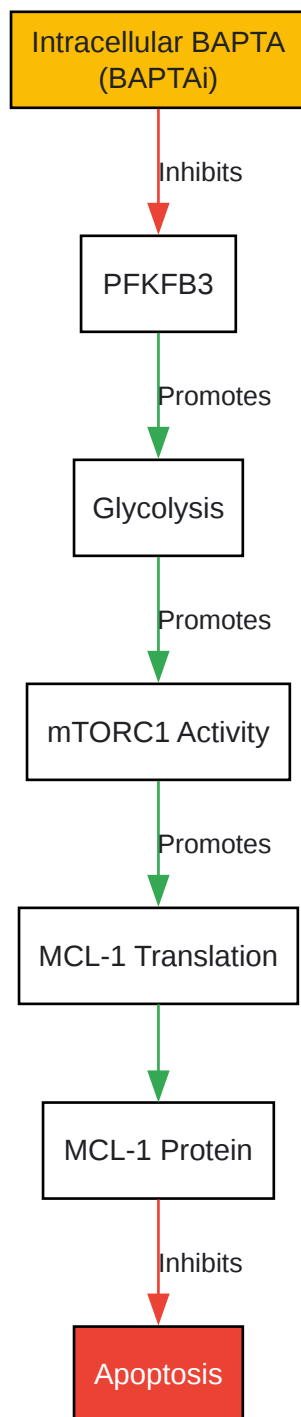 Intracellular BAPTA
(BAPTAi)
Inhibits
PFKFB3
Promotes
Glycolysis
Promotes
mTORC1 Activity
Promotes
MCL-1 Translation
MCL-1 Protein
Inhibits
Apoptosis